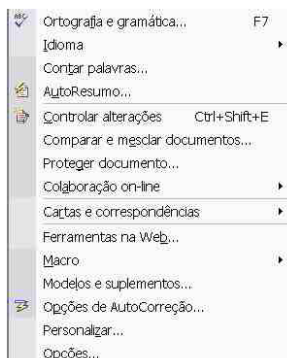 Ortografia e gramática... F7
Idioma
Contar palavras...
AutoResumo...
Controlar alterações Ctrl+Shift+E
Comparar e mesclar documentos...
Proteger documento...
Colaboração on-line
Cartas e correspondências
Ferramentas na Web...
Macro
Modelos e suplementos...
Opções de AutoCorreção...
Personalizar...
Opções...